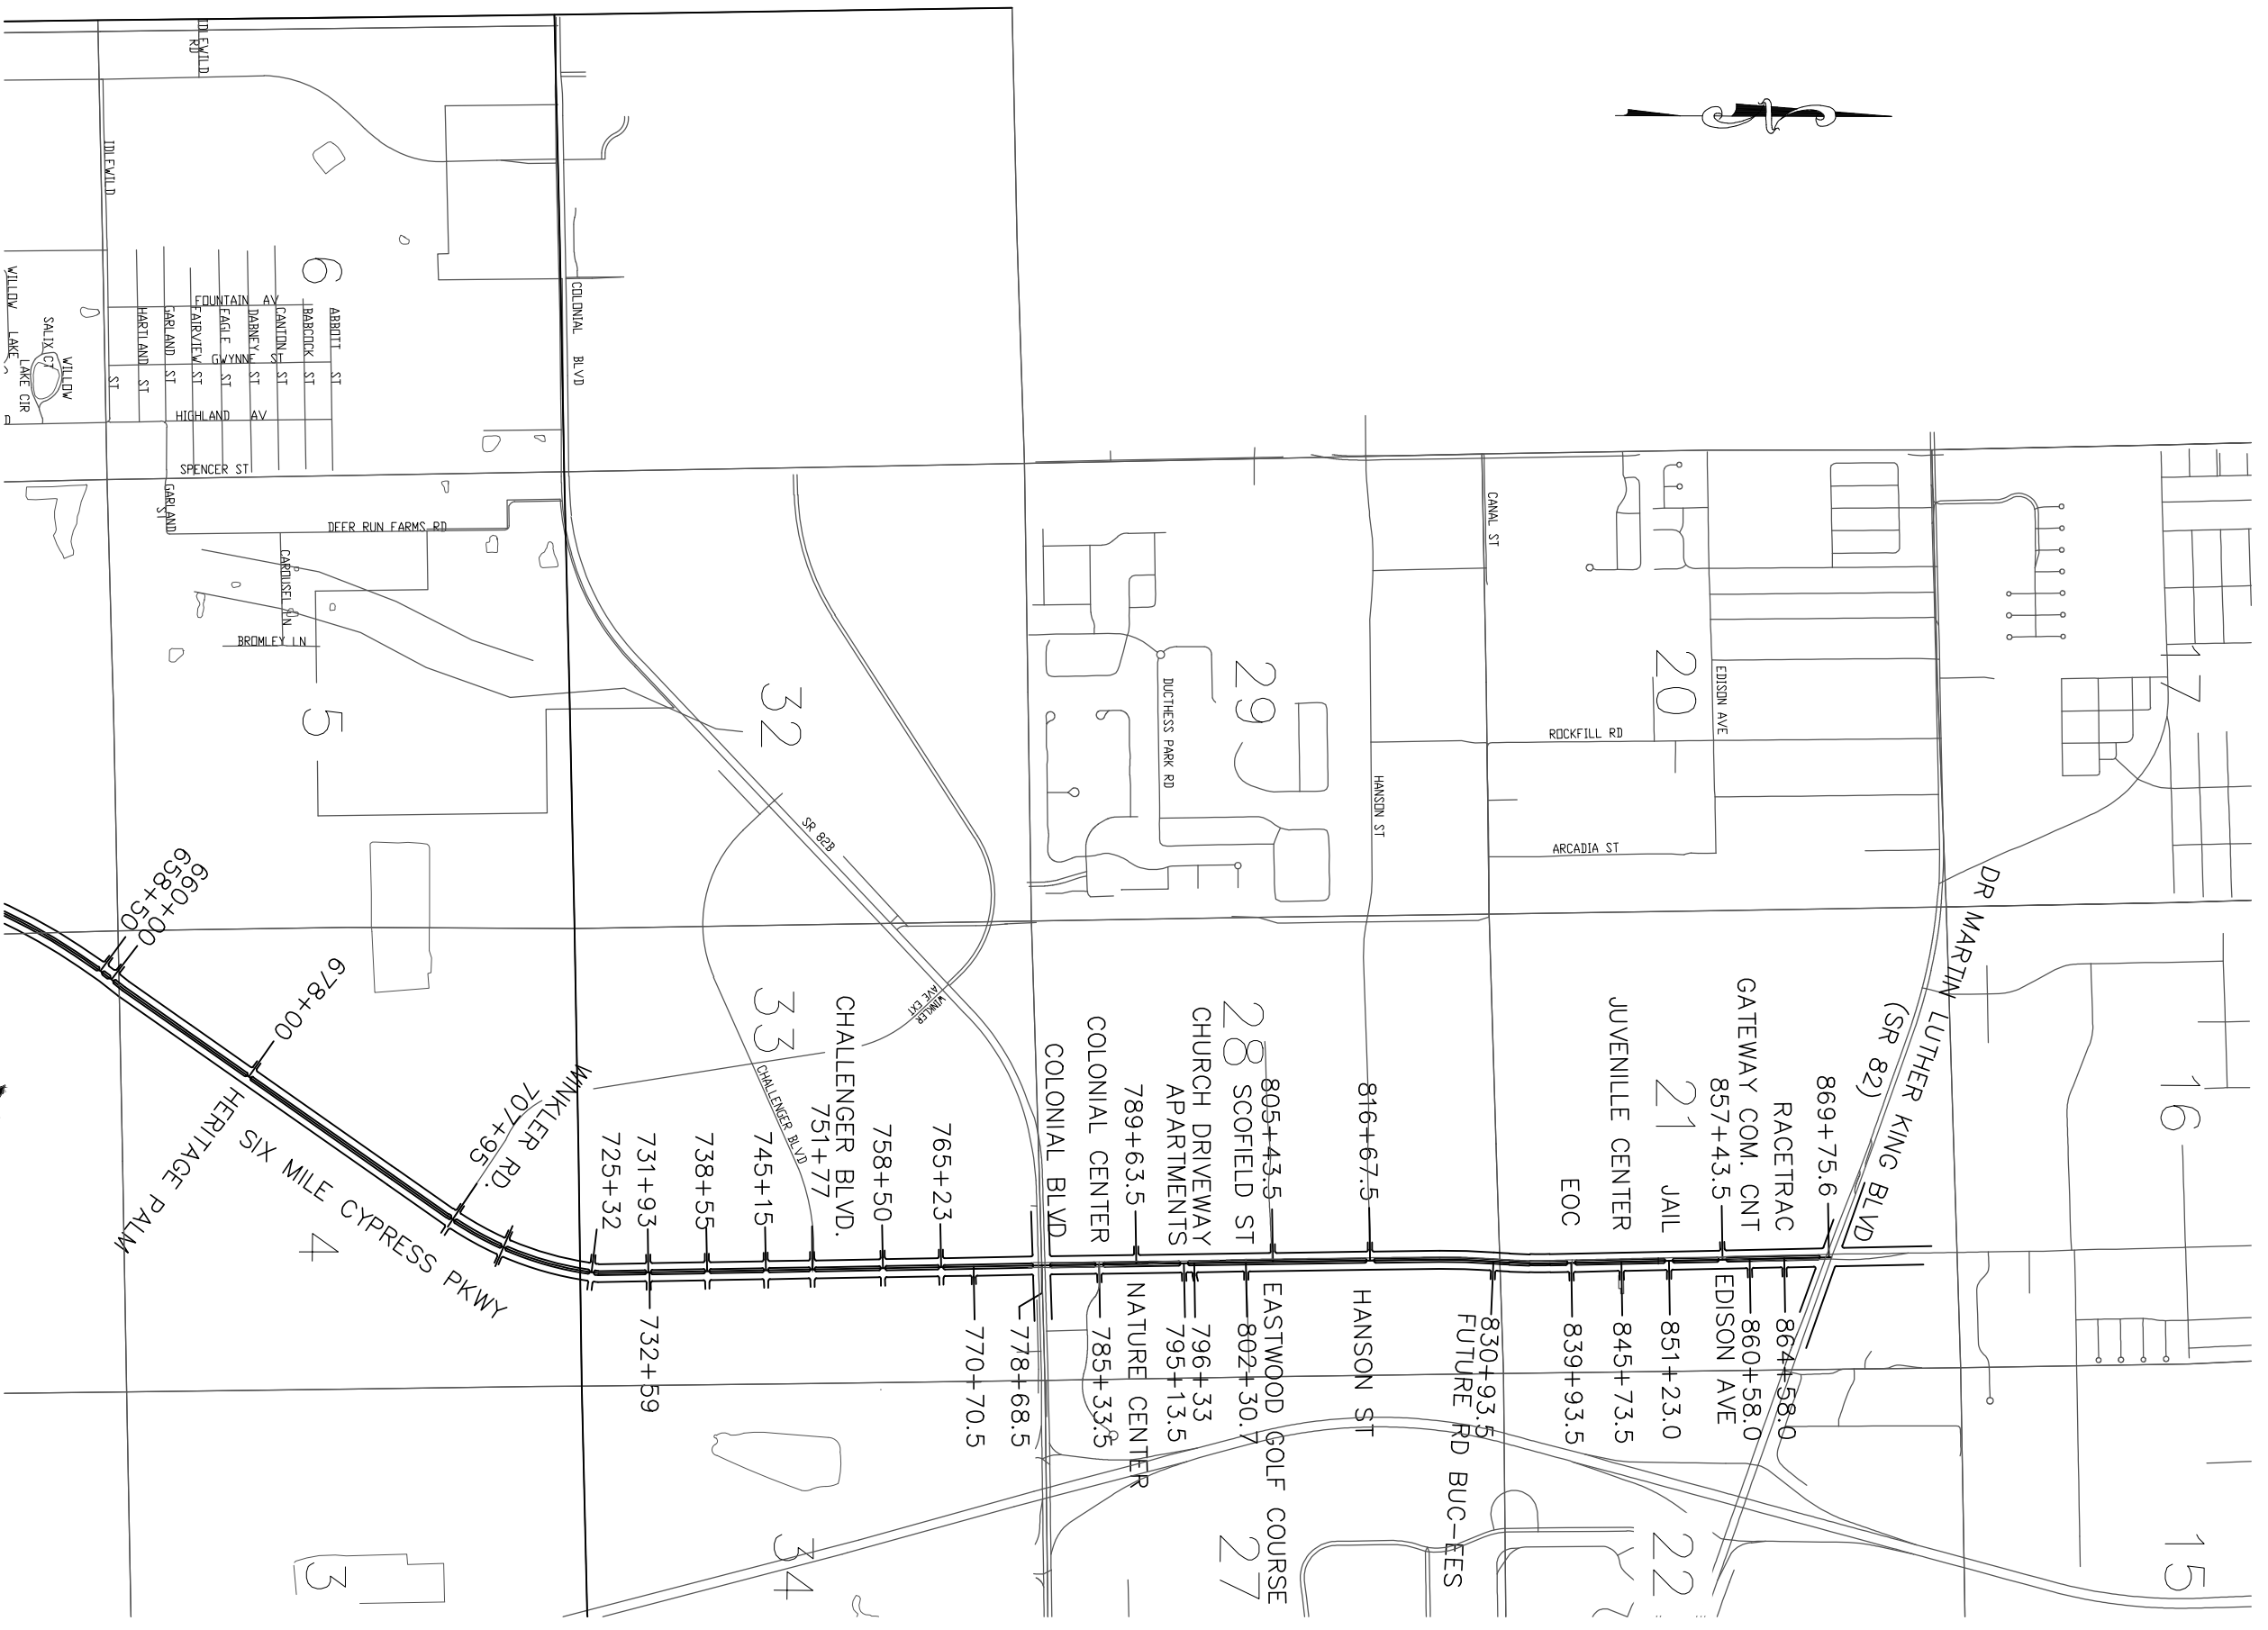 IDLEWILD
RD
IDLEWILD
ST
6
FOUNTAIN AV
ABBOTT ST
BABCOCK ST
CANTON ST
DABNEY ST
EAGLE ST
FAIRVIEW ST
GARLAND ST
HARTLAND ST
GWYNNE ST
HIGHLAND AV
SPENCER ST
WILLOW LAKE
SALIX CT
WILLOW
LAKE CIR
D
GARLAND
ST
DEER RUN FARMS RD
CAROUSEL LN
BROMLEY LN
5
COLONIAL BLVD
32
SR 82B
WINKLER
AVE EXT
33
CHALLENGER BLVD
29
DUCTHESS PARK RD
CANAL ST
HANSON ST
ROCKFILL RD
ARCADIA ST
20
EDISON AVE
17
DR MARTIN LUTHER KING BLVD
(SR 82)
16
15
658+50
660+00
678+00
HERITAGE PALM
SIX MILE CYPRESS PKWY
4
3
WINKLER RD.
707+95
725+32
731+93
732+59
738+55
745+15
CHALLENGER BLVD.
751+77
758+50
765+23
770+70.5
778+68.5
COLONIAL BLVD
COLONIAL CENTER
785+33.5
789+63.5
NATURE CENTER
APARTMENTS
795+13.5
CHURCH DRIVEWAY
796+33
28
SCOFIELD ST
802+30.7
805+43.5
EASTWOOD GOLF COURSE
816+67.5
HANSON ST
830+93.5
FUTURE RD BUC-EES
EOC
839+93.5
JUVENILLE CENTER
845+73.5
21
JAIL
851+23.0
857+43.5
EDISON AVE
GATEWAY COM. CNT
860+58.0
RACETRAC
864+58.0
869+75.6
34
27
22